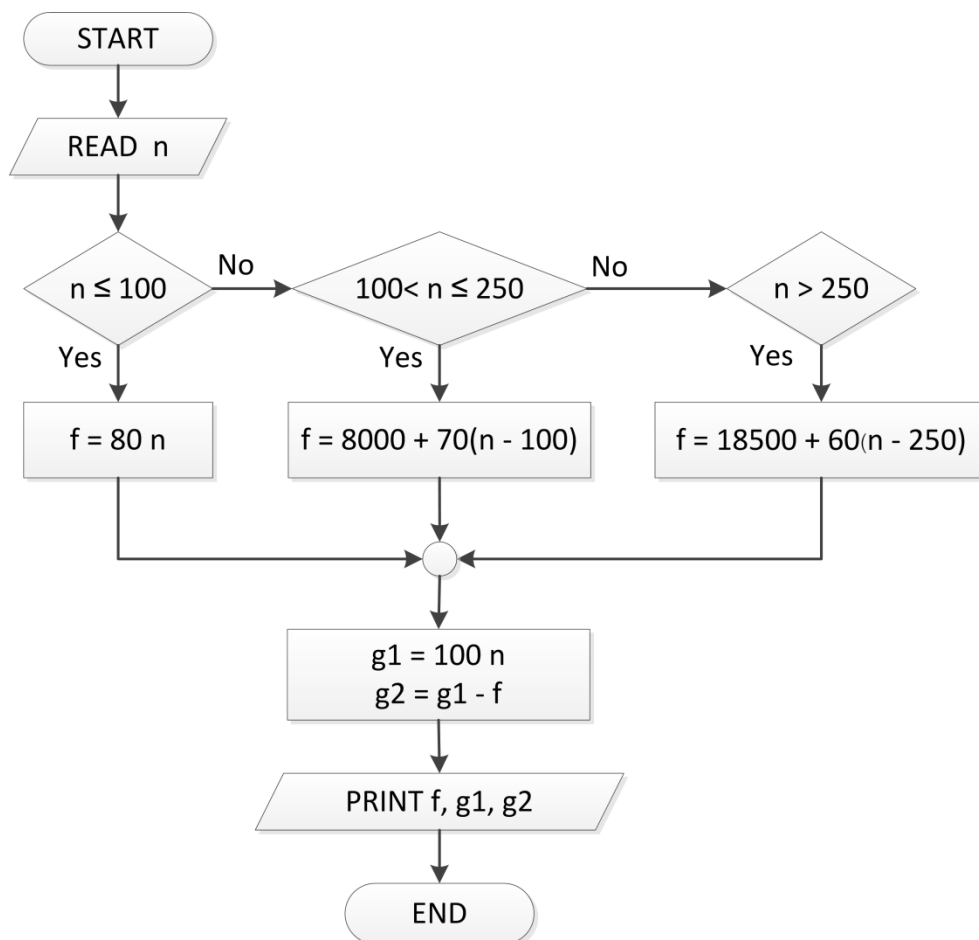 START
READ n
n ≤ 100
No
100< n ≤ 250
No
n > 250
Yes
Yes
Yes
f = 80 n
f = 8000 + 70(n - 100)
f = 18500 + 60(n - 250)
g1 = 100 n
g2 = g1 - f
PRINT f, g1, g2
END